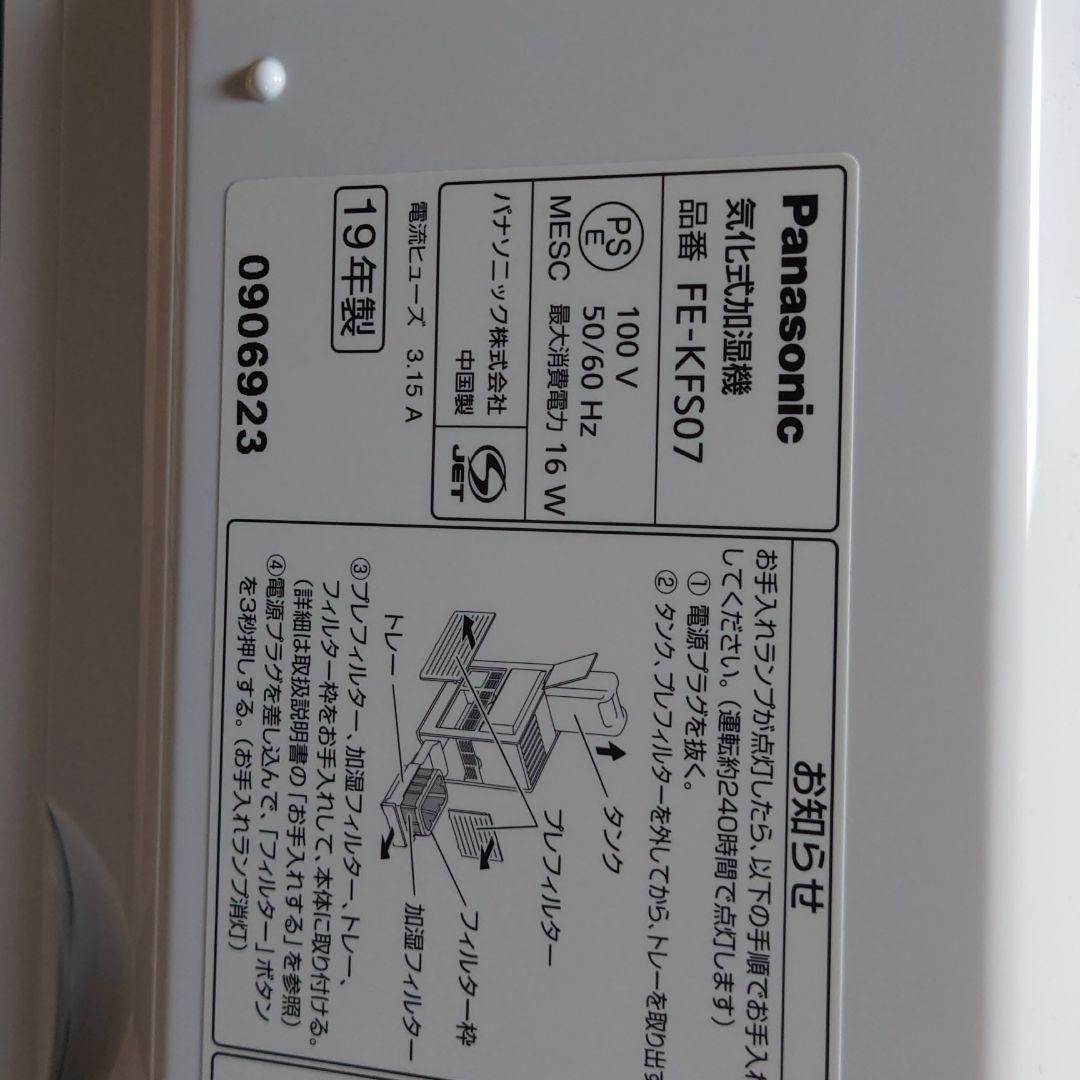 Panasonic
気化式加湿機
品番 FE-KFS07
PS
E
100 V
50/60 Hz
MESC 最大消費電力 16 W
パナソニック株式会社
中国製
JET
電流ヒューズ 3.15 A
19年製
0906923
お知らせ
お手入れランプが点灯したら、以下の手順でお手入れ
してください。(運転約240時間で点灯します)
① 電源プラグを抜く。
② タンク、プレフィルターを外してから、トレーを取り出す
タンク
プレフィルター
フィルター枠
加湿フィルター
トレー
③プレフィルター、加湿フィルター、トレー、
フィルター枠をお手入れして、本体に取り付ける。
(詳細は取扱説明書の「お手入れする」を参照)
④電源プラグを差し込んで、「フィルター」ボタン
を3秒押しする。(お手入れランプ消灯)